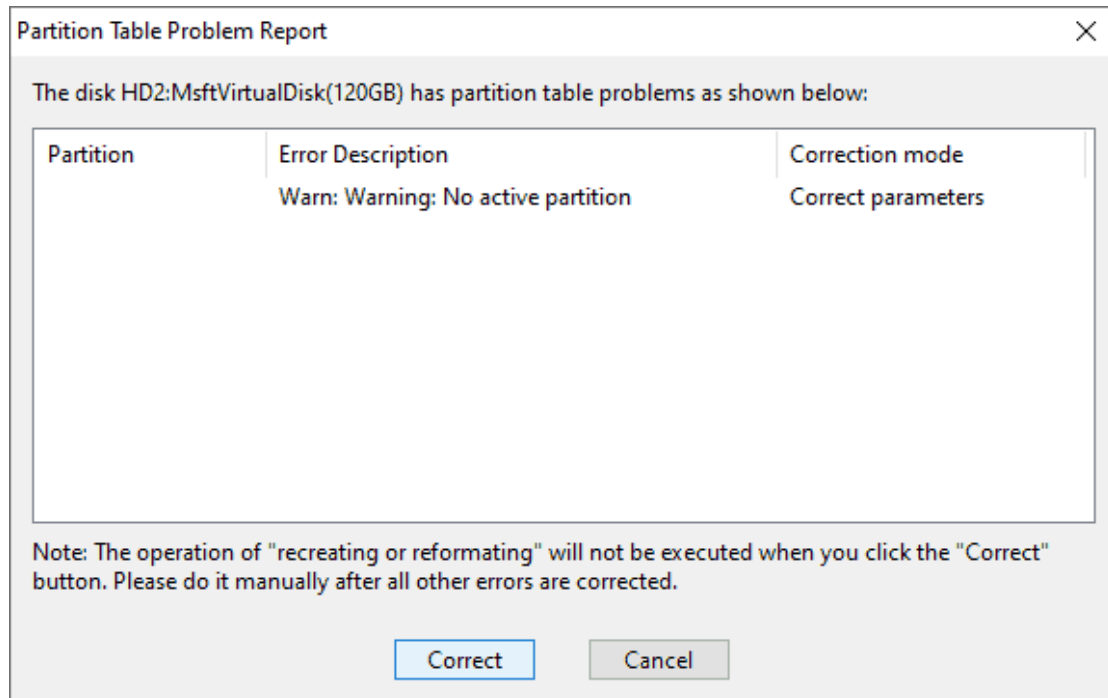 Partition Table Problem Report
The disk HD2:MsftVirtualDisk(120GB) has partition table problems as shown below:
Partition Error Description Correction mode
Warn: Warning: No active partition Correct parameters
Note: The operation of "recreating or reformating" will not be executed when you click the "Correct"
button. Please do it manually after all other errors are corrected.
Correct Cancel